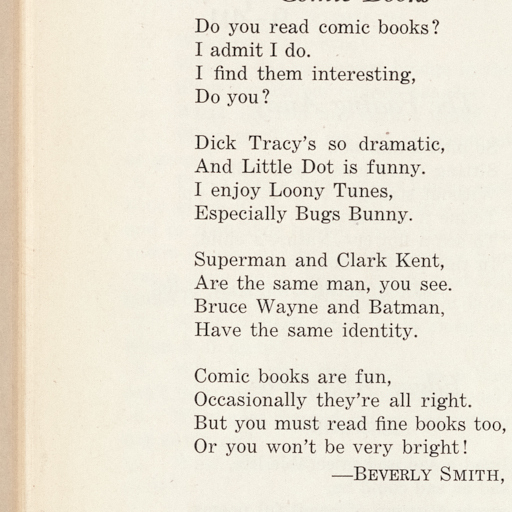 Comic Books
Do you read comic books?
I admit I do.
I find them interesting,
Do you?
Dick Tracy's so dramatic,
And Little Dot is funny.
I enjoy Loony Tunes,
Especially Bugs Bunny.
Superman and Clark Kent,
Are the same man, you see.
Bruce Wayne and Batman,
Have the same identity.
Comic books are fun,
Occasionally they're all right.
But you must read fine books too,
Or you won't be very bright!
—BEVERLY SMITH,